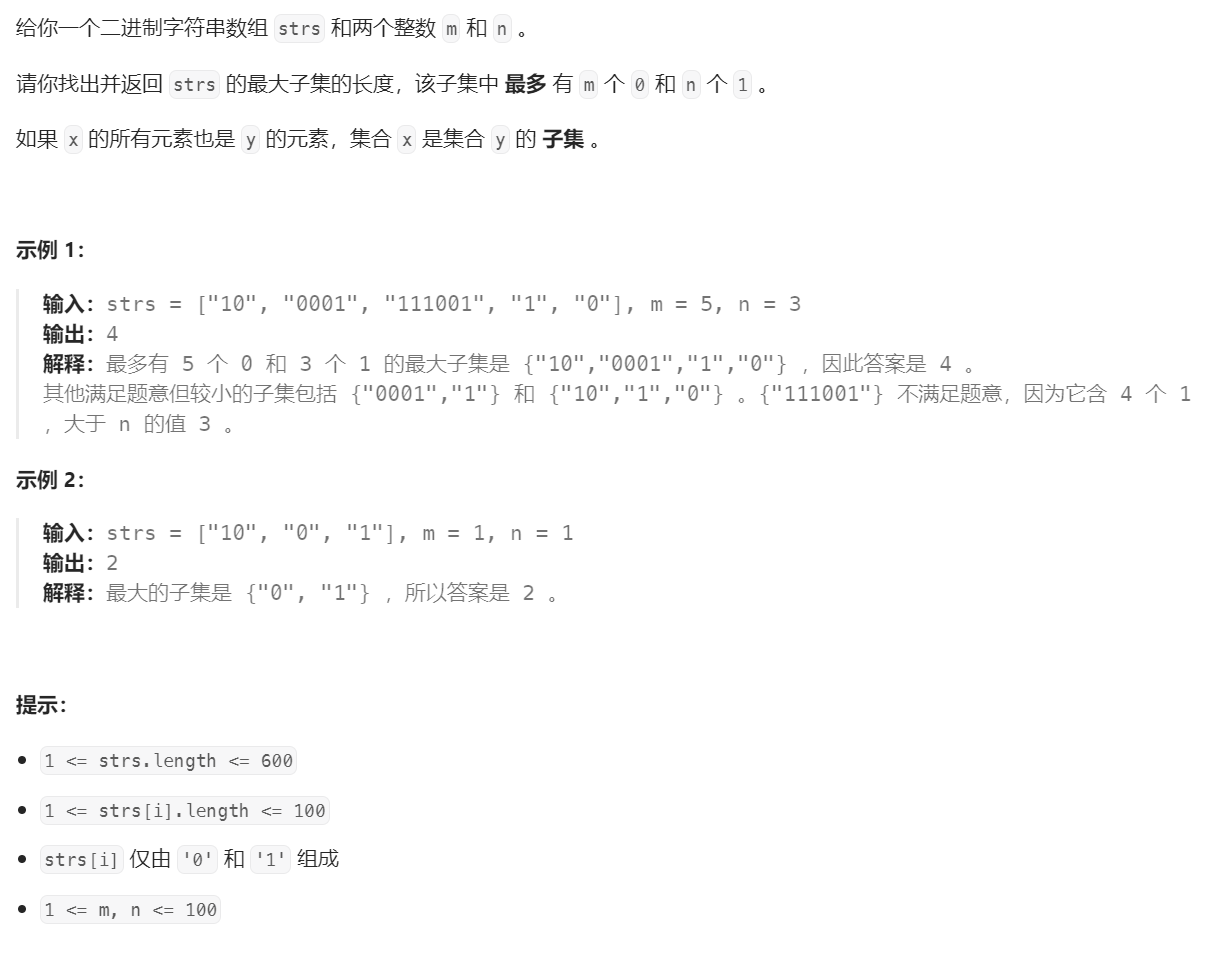 给你一个二进制字符串数组 strs 和两个整数 m 和 n 。
请你找出并返回 strs 的最大子集的长度，该子集中 最多 有 m 个 0 和 n 个 1 。
如果 x 的所有元素也是 y 的元素，集合 x 是集合 y 的 子集 。
示例 1：
输入：strs = ["10", "0001", "111001", "1", "0"], m = 5, n = 3
输出：4
解释：最多有 5 个 0 和 3 个 1 的最大子集是 {"10","0001","1","0"} ，因此答案是 4 。
其他满足题意但较小的子集包括 {"0001","1"} 和 {"10","1","0"} 。{"111001"} 不满足题意，因为它含 4 个 1
，大于 n 的值 3 。
示例 2：
输入：strs = ["10", "0", "1"], m = 1, n = 1
输出：2
解释：最大的子集是 {"0", "1"} ，所以答案是 2 。
提示：
• 1 <= strs.length <= 600
• 1 <= strs[i].length <= 100
• strs[i] 仅由 '0' 和 '1' 组成
• 1 <= m, n <= 100